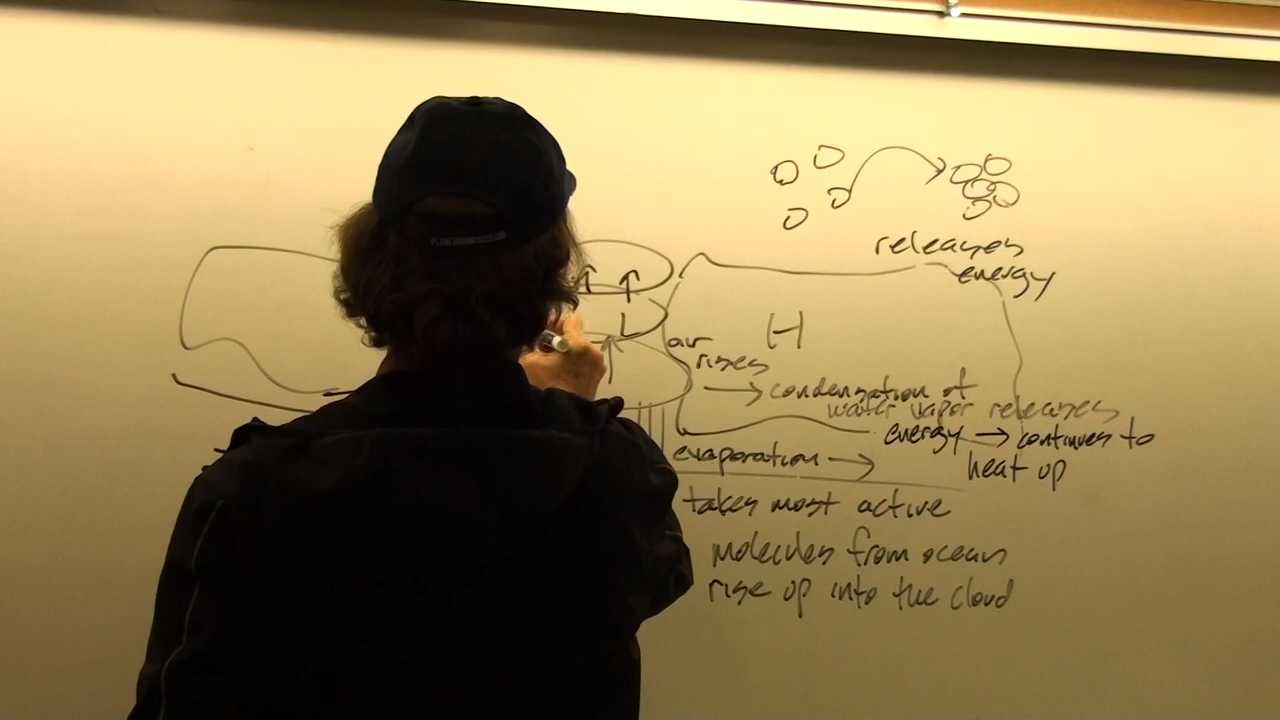 releases
energy
H
air
rises
→ condensation of
water vapor releases
energy → continues to
heat up
evaporation →
takes most active
molecules from ocean
rise up into the cloud